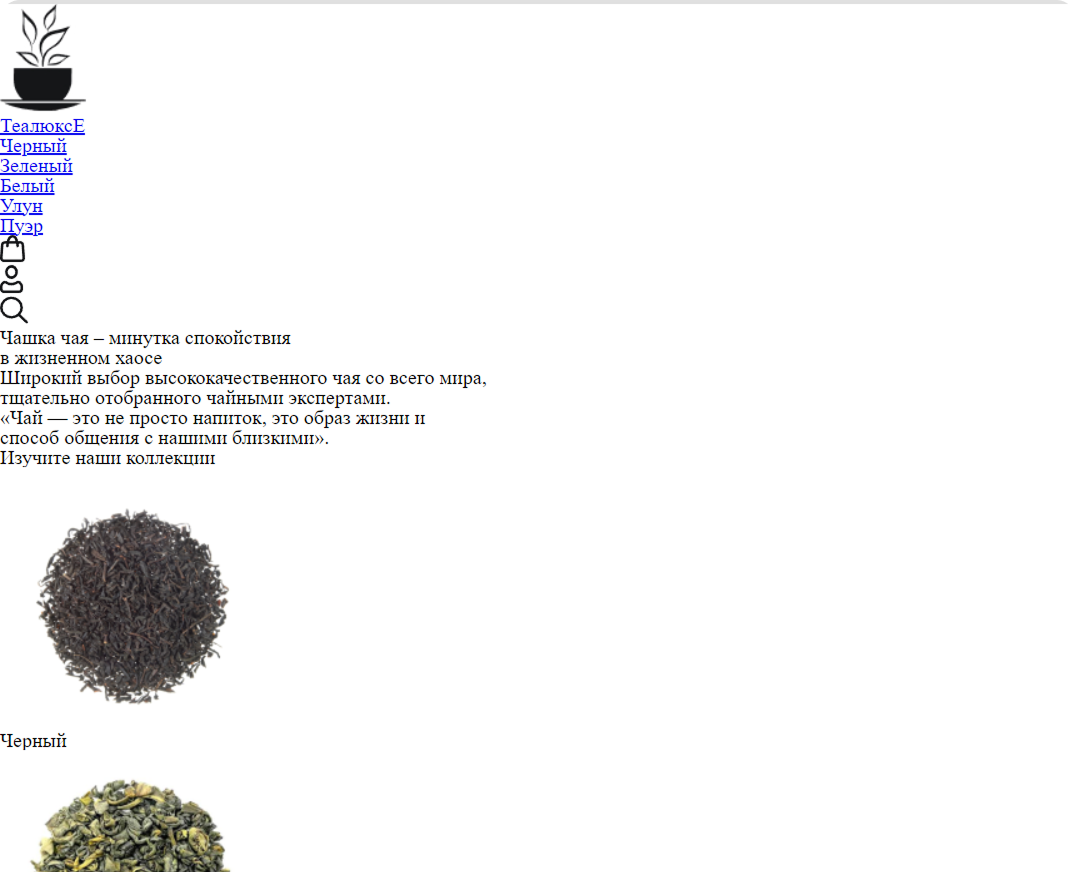 ТеалюксЕ
Черный
Зеленый
Белый
Улун
Пуэр
Чашка чая – минутка спокойствия
в жизненном хаосе
Широкий выбор высококачественного чая со всего мира,
тщательно отобранного чайными экспертами.
«Чай — это не просто напиток, это образ жизни и
способ общения с нашими близкими».
Изучите наши коллекции
Черный